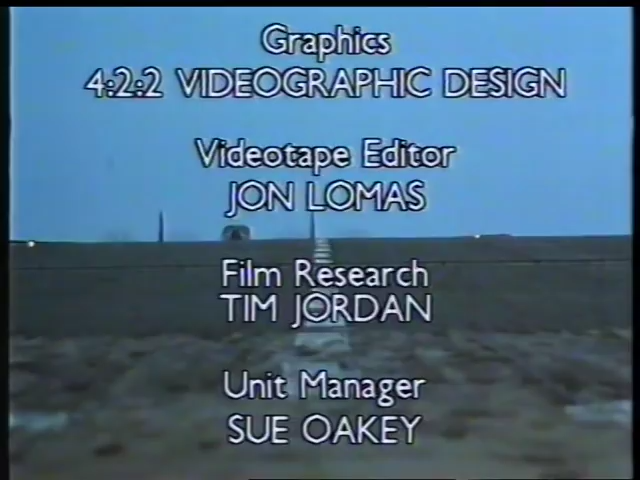 Graphics
4:2:2 VIDEOGRAPHIC DESIGN
Videotape Editor
JON LOMAS
Film Research
TIM JORDAN
Unit Manager
SUE OAKEY